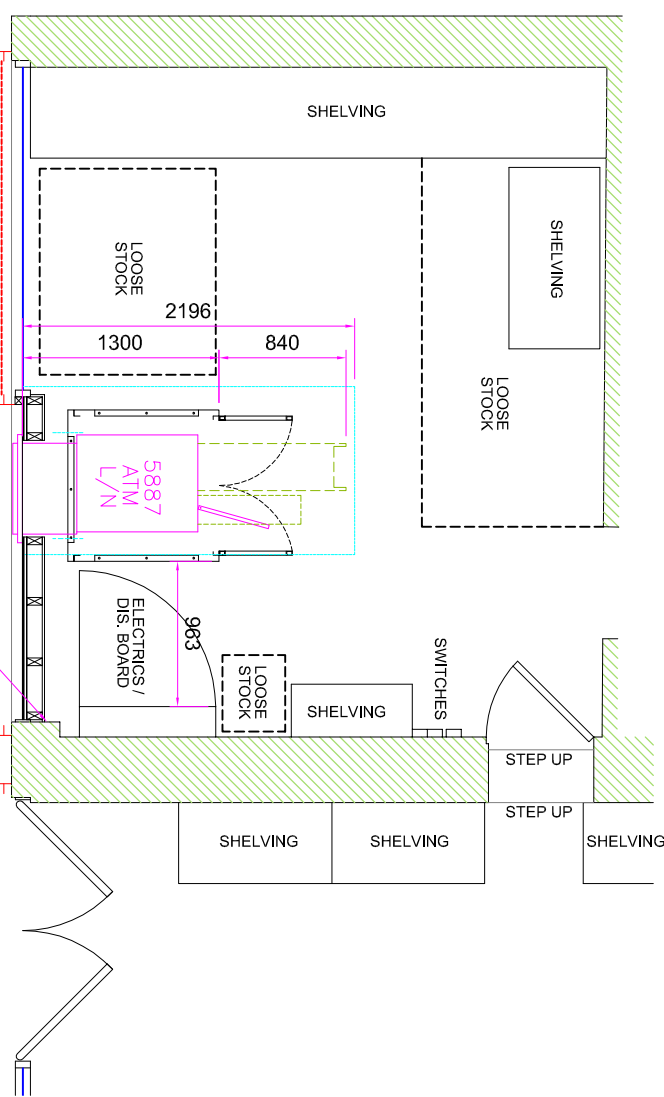 SHELVING
LOOSE
STOCK
SHELVING
2196
1300
840
LOOSE
STOCK
5887
ATM
L/N
ELECTRICS /
DIS. BOARD
963
LOOSE
STOCK
SHELVING
SWITCHES
STEP UP
STEP UP
SHELVING
SHELVING
SHELVING